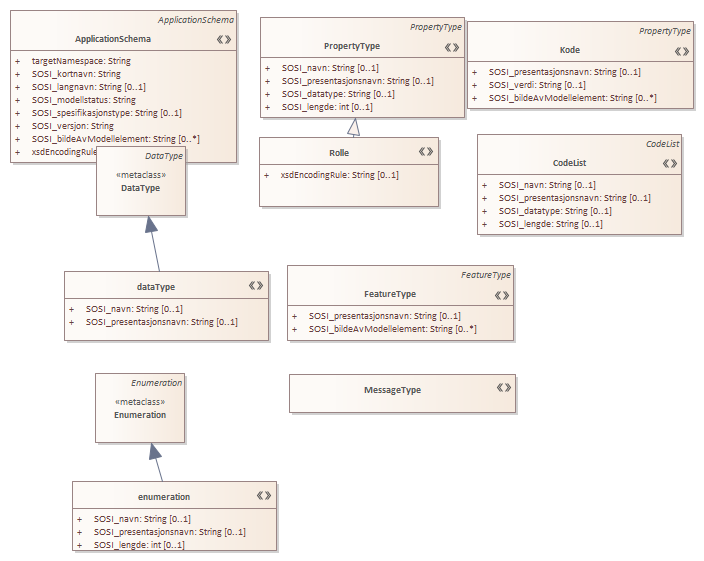 ApplicationSchema
ApplicationSchema
+ targetNamespace: String
+ SOSI_kortnavn: String
+ SOSI_langnavn: String [0..1]
+ SOSI_modellstatus: String
+ SOSI_spesifikasjonstype: String [0..1]
+ SOSI_versjon: String
+ SOSI_bildeAvModellelement: String [0..*]
+ xsdEncodingRule
PropertyType
PropertyType
+ SOSI_navn: String [0..1]
+ SOSI_presentasjonsnavn: String [0..1]
+ SOSI_datatype: String [0..1]
+ SOSI_lengde: int [0..1]
PropertyType
Kode
+ SOSI_presentasjonsnavn: String [0..1]
+ SOSI_verdi: String [0..1]
+ SOSI_bildeAvModellelement: String [0..*]
DataType
«metaclass»
DataType
Rolle
+ xsdEncodingRule: String [0..1]
CodeList
CodeList
+ SOSI_navn: String [0..1]
+ SOSI_presentasjonsnavn: String [0..1]
+ SOSI_datatype: String [0..1]
+ SOSI_lengde: String [0..1]
dataType
+ SOSI_navn: String [0..1]
+ SOSI_presentasjonsnavn: String [0..1]
FeatureType
FeatureType
+ SOSI_presentasjonsnavn: String [0..1]
+ SOSI_bildeAvModellelement: String [0..*]
Enumeration
«metaclass»
Enumeration
MessageType
enumeration
+ SOSI_navn: String [0..1]
+ SOSI_presentasjonsnavn: String [0..1]
+ SOSI_lengde: int [0..1]